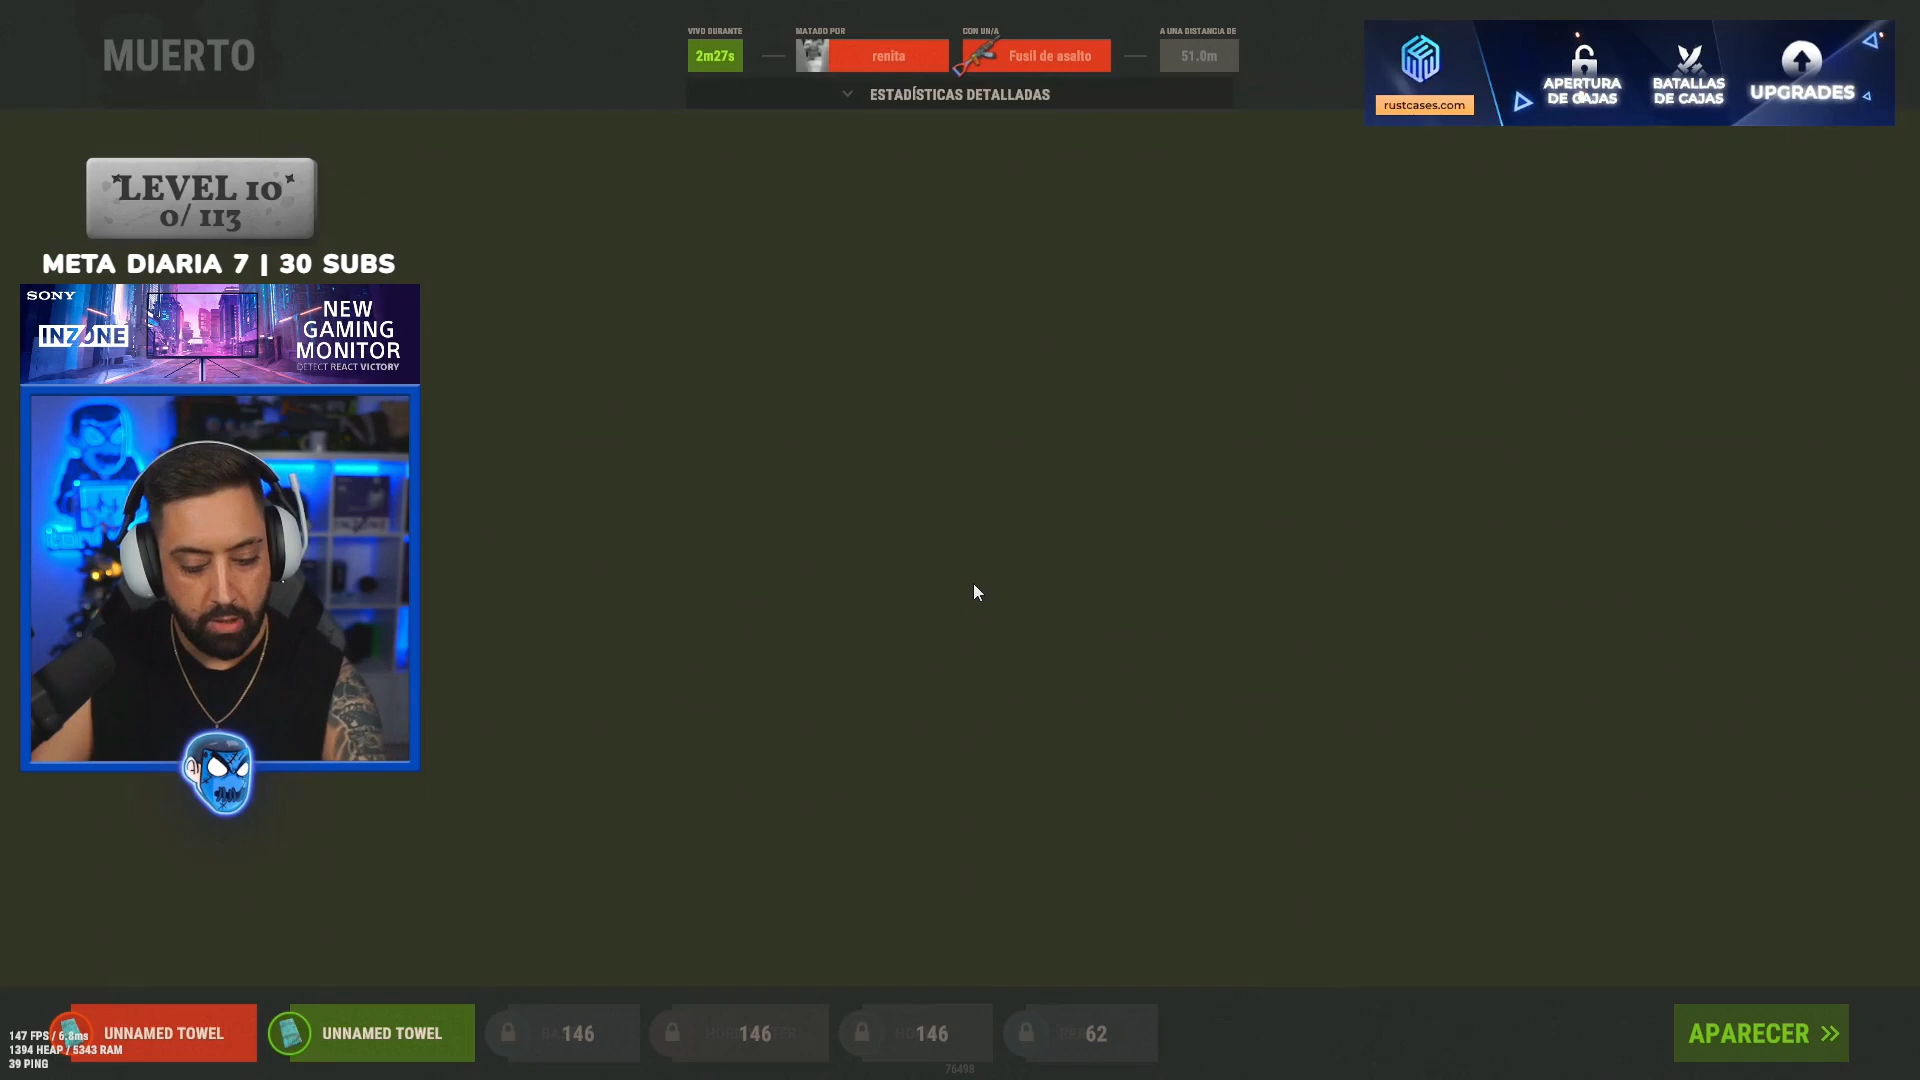 MUERTO
VIVO DURANTE
2m27s
MATADO POR
renita
CON UN/A
Fusil de asalto
A UNA DISTANCIA DE
51.0m
ESTADÍSTICAS DETALLADAS
rustcases.com
APERTURA
DE CAJAS
BATALLAS
DE CAJAS
UPGRADES
LEVEL 10
0/ 113
META DIARIA 7 | 30 SUBS
SONY
INZONE
NEW
GAMING
MONITOR
DETECT REACT VICTORY
INZONE
147 FPS / 6.8ms
1394 HEAP / 5343 RAM
39 PING
UNNAMED TOWEL
UNNAMED TOWEL
146
146
146
62
APARECER
76498